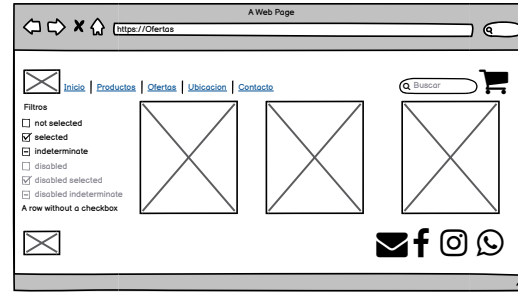 A Web Page
https://Ofertas
Inicio Productos Ofertas Ubicacion Contacto
Buscar
Filtros
not selected
selected
indeterminate
disabled
disabled selected
disabled indeterminate
A row without a checkbox